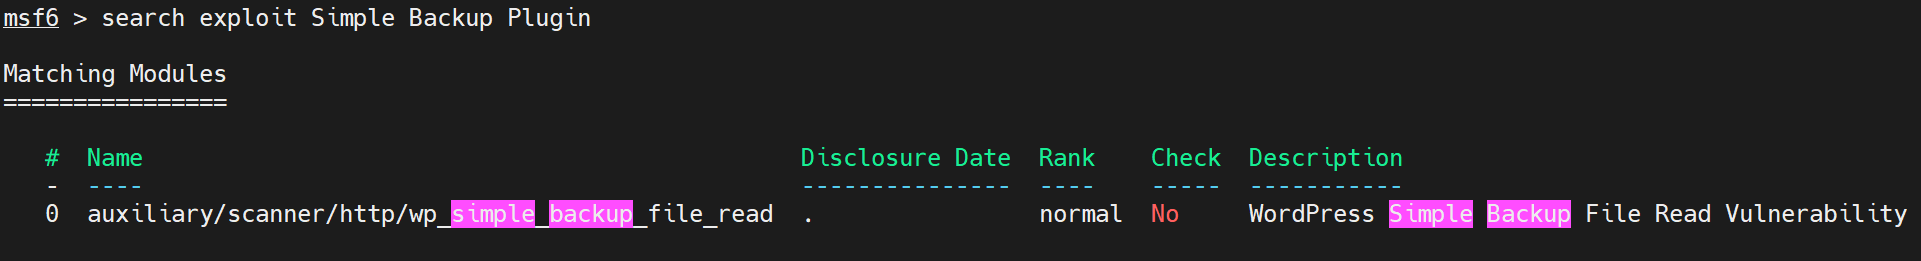 msf6 > search exploit Simple Backup Plugin
Matching Modules
================
#  Name  Disclosure Date  Rank  Check  Description
-  ----  ---------------  ----  -----  -----------
0  auxiliary/scanner/http/wp_simple_backup_file_read  .  normal  No  WordPress Simple Backup File Read Vulnerability